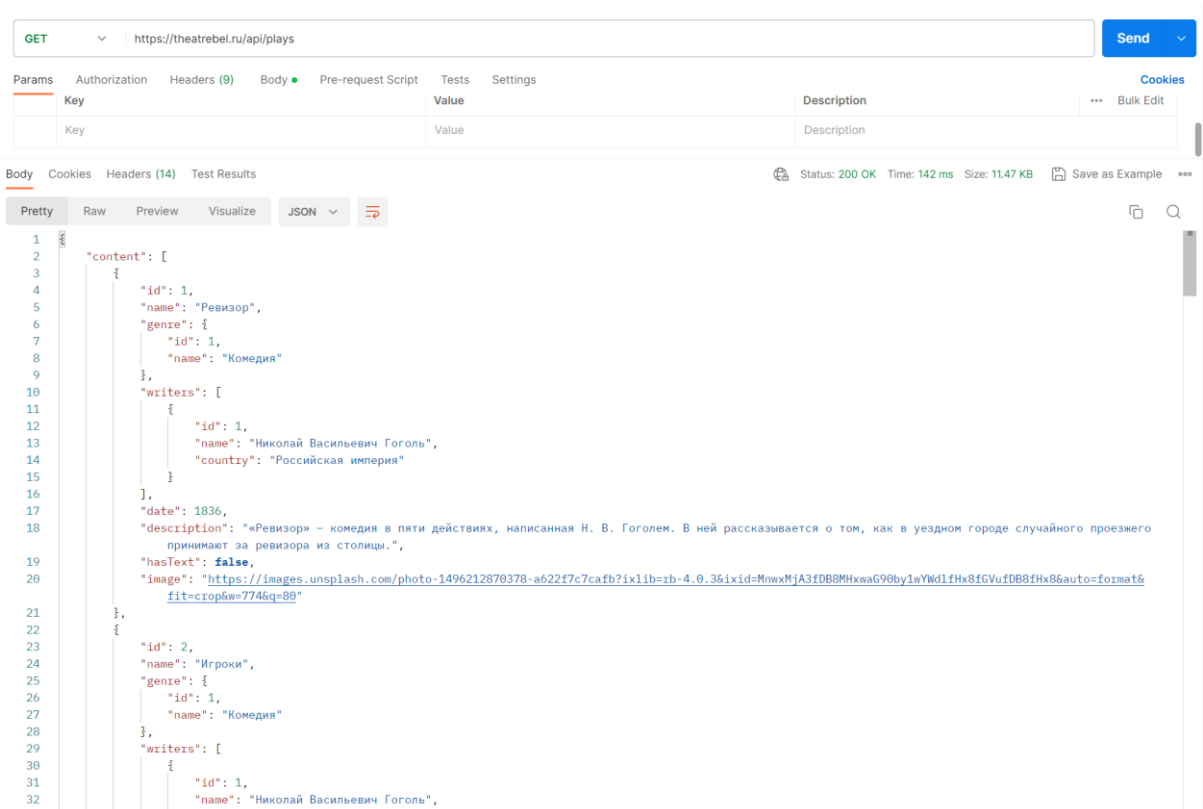 GET https://theatrebel.ru/api/plays Send
Params Authorization Headers (9) Body Pre-request Script Tests Settings Cookies
Key Value Description ••• Bulk Edit
Key Value Description
Body Cookies Headers (14) Test Results Status: 200 OK Time: 142 ms Size: 11.47 KB Save as Example
Pretty Raw Preview Visualize JSON
1 {
2 "content": [
3 {
4 "id": 1,
5 "name": "Ревизор",
6 "genre": {
7 "id": 1,
8 "name": "Комедия"
9 },
10 "writers": [
11 {
12 "id": 1,
13 "name": "Николай Васильевич Гоголь",
14 "country": "Российская империя"
15 }
16 ],
17 "date": 1836,
18 "description": "«Ревизор» – комедия в пяти действиях, написанная Н. В. Гоголем. В ней рассказывается о том, как в уездном городе случайного проезжего
принимают за ревизора из столицы.",
19 "hasText": false,
20 "image": "https://images.unsplash.com/photo-1496212870378-a622f7c7cafb?ixlib=rb-4.0.3&ixid=MnwxMjA3fDB8MHxwaG90by1wYWdlfHx8fGVufDB8fHx8&auto=format&
fit=crop&w=774&q=80"
21 },
22 {
23 "id": 2,
24 "name": "Игроки",
25 "genre": {
26 "id": 1,
27 "name": "Комедия"
28 },
29 "writers": [
30 {
31 "id": 1,
32 "name": "Николай Васильевич Гоголь",